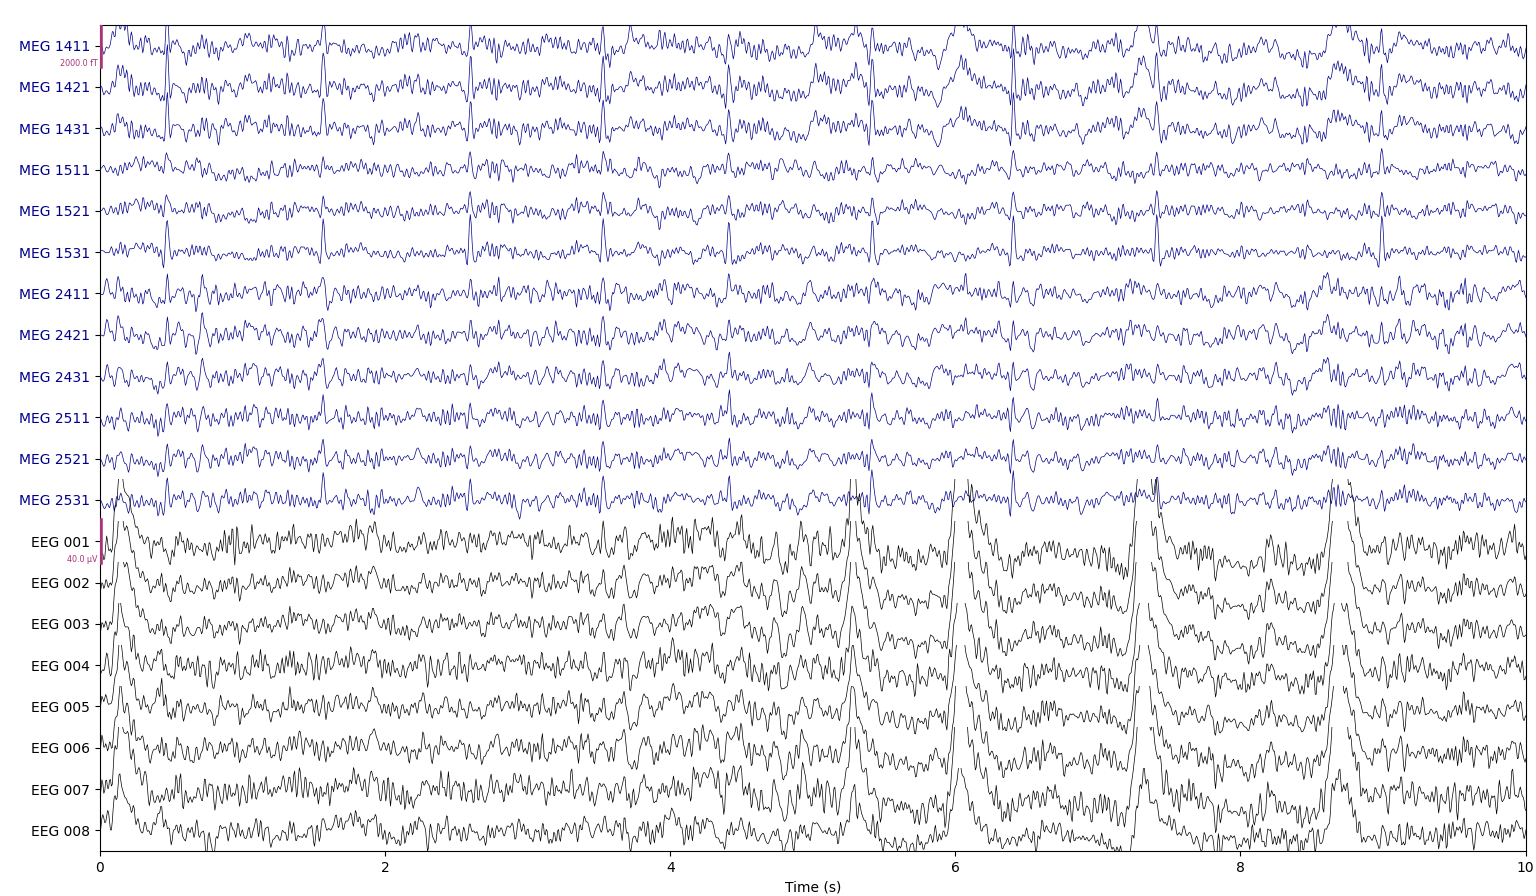 MEG 1411
2000.0 fT
MEG 1421
MEG 1431
MEG 1511
MEG 1521
MEG 1531
MEG 2411
MEG 2421
MEG 2431
MEG 2511
MEG 2521
MEG 2531
EEG 001
40.0 µV
EEG 002
EEG 003
EEG 004
EEG 005
EEG 006
EEG 007
EEG 008
0 2 4 6 8 10
Time (s)